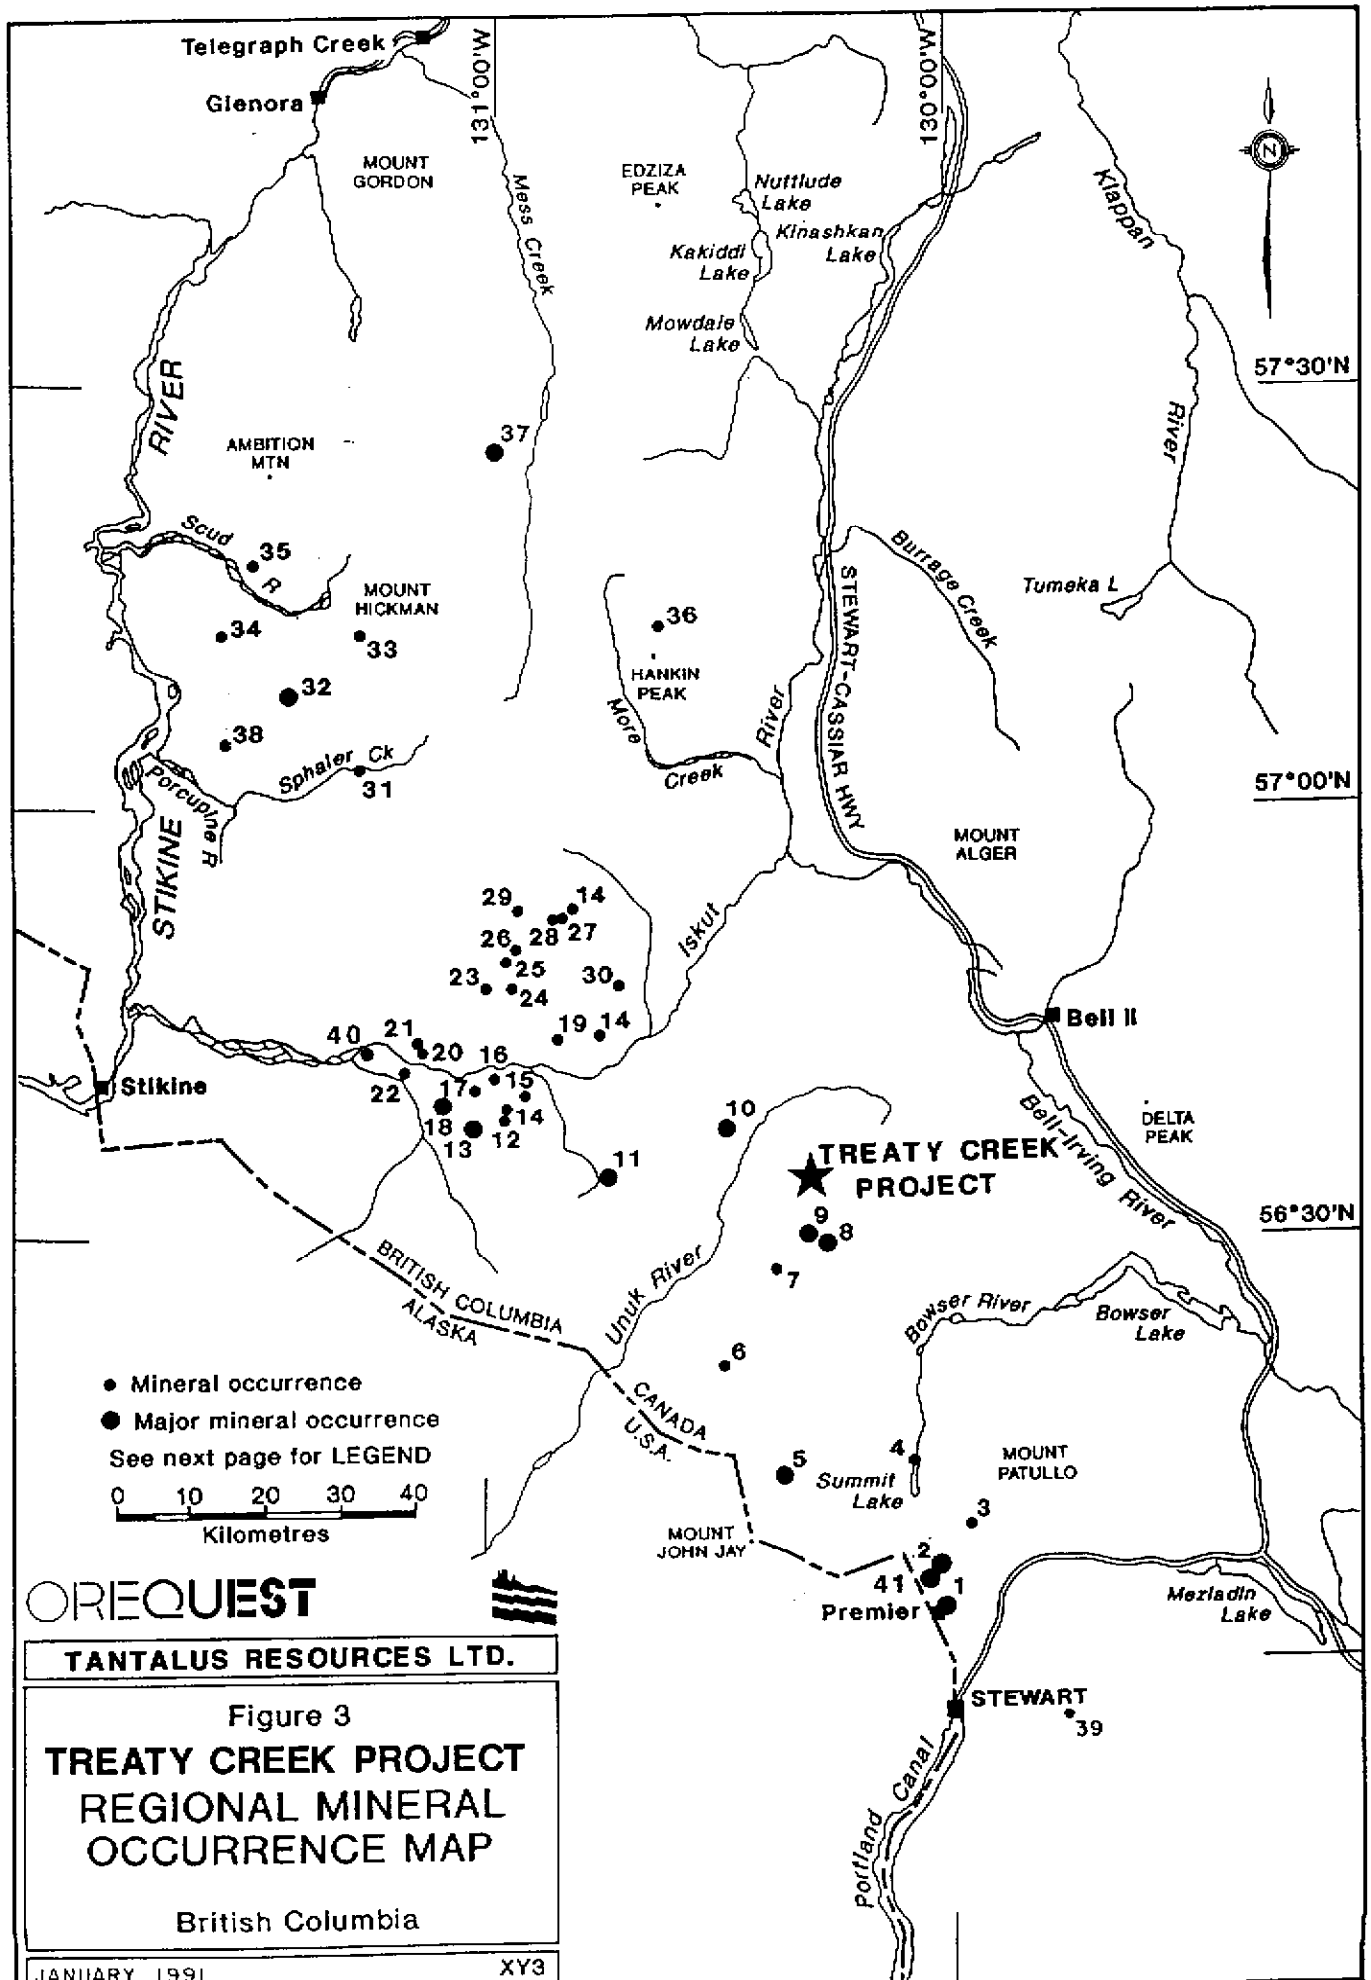 Telegraph Creek
Glenora
131°00'W
130°00'W
MOUNT
GORDON
EDZIZA
PEAK
Mess Creek
Nuttlude
Lake
Kinashkan
Lake
Kakiddi
Lake
Mowdale
Lake
Klappan
River
N
57°30'N
RIVER
AMBITION
MTN
37
Scud
R
35
MOUNT
HICKMAN
34
33
32
38
36
HANKIN
PEAK
More
Creek
River
STEWART-CASSIAR HWY
Burrage Creek
Tumeka L
Sphaler Ck
31
Porcupine R
57°00'N
STIKINE
MOUNT
ALGER
29
14
28
27
26
25
23
24
30
Iskut
19
14
40
21
20
16
22
17
15
18
14
13
12
Stikine
Bell II
10
11
TREATY CREEK
PROJECT
DELTA
PEAK
Bell-Irving River
56°30'N
9
8
7
Unuk River
BRITISH COLUMBIA
ALASKA
Bowser River
Bowser
Lake
6
CANADA
U.S.A.
Mineral occurrence
Major mineral occurrence
See next page for LEGEND
0 10 20 30 40
Kilometres
5
4
Summit
Lake
MOUNT
PATULLO
3
MOUNT
JOHN JAY
2
41
1
Premier
Meziadin
Lake
STEWART
39
Portland Canal
OREQUEST
TANTALUS RESOURCES LTD.
Figure 3
TREATY CREEK PROJECT
REGIONAL MINERAL
OCCURRENCE MAP
British Columbia
JANUARY 1991
XY3